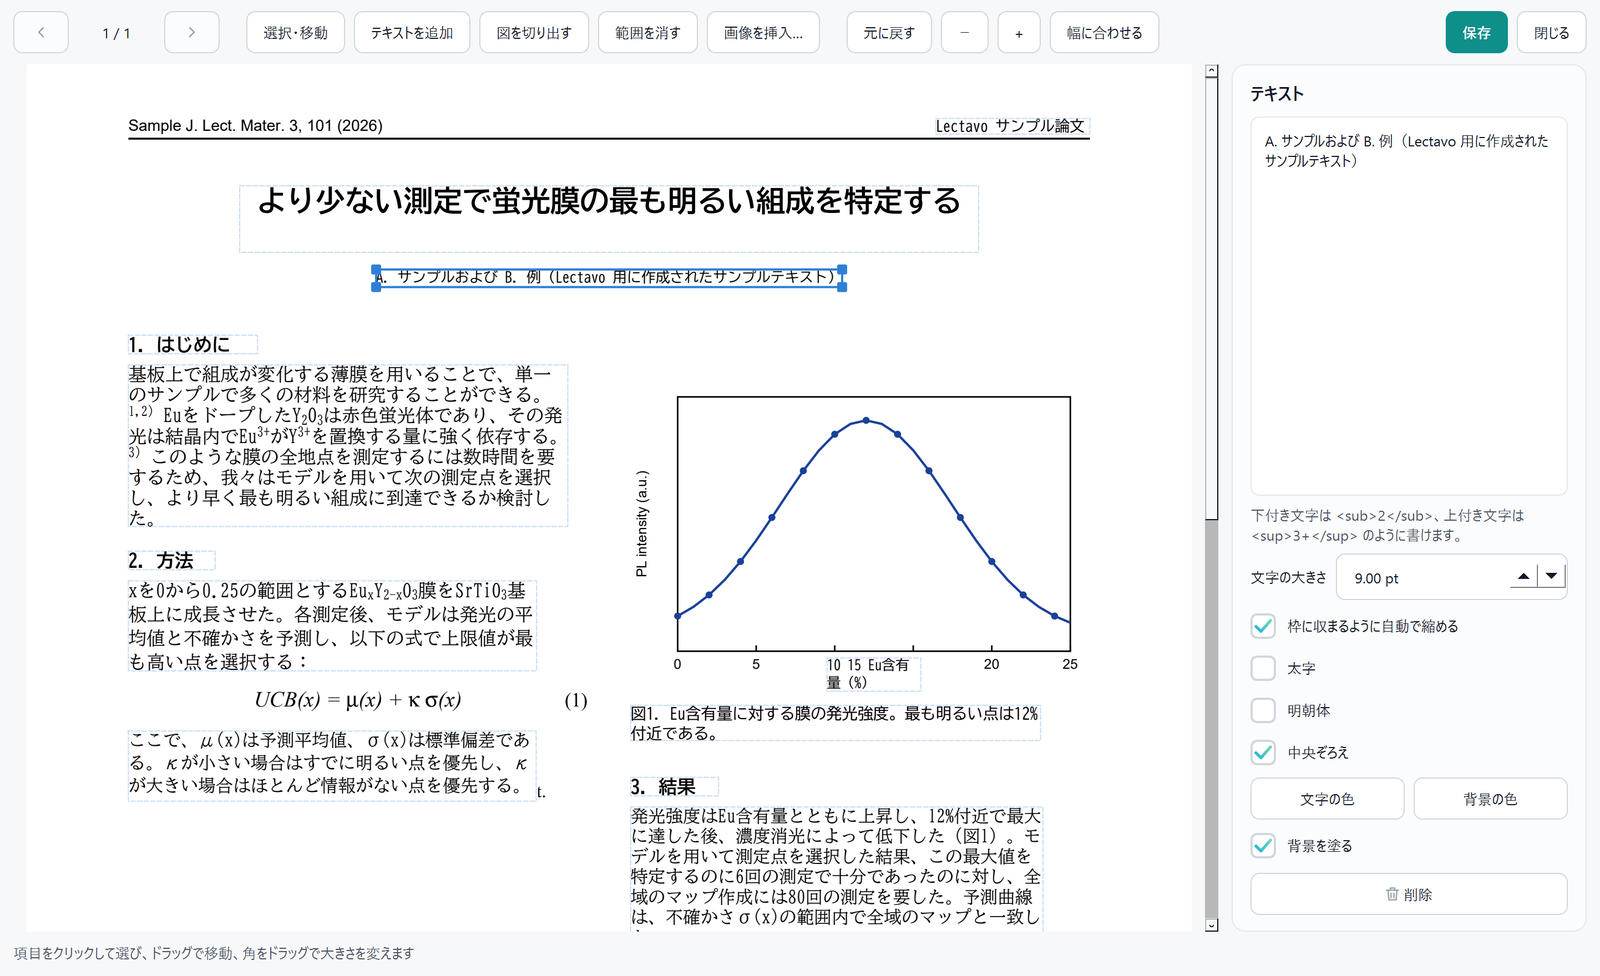 1 / 1
選択・移動
テキストを追加
図を切り出す
範囲を消す
画像を挿入...
元に戻す
−
+
幅に合わせる
保存
閉じる
Sample J. Lect. Mater. 3, 101 (2026)
Lectavo サンプル論文
より少ない測定で蛍光膜の最も明るい組成を特定する
A. サンプルおよび B. 例（Lectavo 用に作成されたサンプルテキスト）
1. はじめに
基板上で組成が変化する薄膜を用いることで、単一
のサンプルで多くの材料を研究することができる。
1,2) EuをドープしたY2O3は赤色蛍光体であり、その発
光は結晶内でEu3+がY3+を置換する量に強く依存する。
3) このような膜の全地点を測定するには数時間を要
するため、我々はモデルを用いて次の測定点を選択
し、より早く最も明るい組成に到達できるか検討し
た。
2. 方法
xを0から0.25の範囲とするEuxY2−xO3膜をSrTiO3基
板上に成長させた。各測定後、モデルは発光の平
均値と不確かさを予測し、以下の式で上限値が最
も高い点を選択する：
UCB(x) = μ(x) + κ σ(x) (1)
ここで、μ(x)は予測平均値、σ(x)は標準偏差であ
る。κが小さい場合はすでに明るい点を優先し、κ
が大きい場合はほとんど情報がない点を優先する。 t.
PL intensity (a.u.)
0 5 10 15 Eu含有 20 25
量（%）
図1. Eu含有量に対する膜の発光強度。最も明るい点は12%
付近である。
3. 結果
発光強度はEu含有量とともに上昇し、12%付近で最大
に達した後、濃度消光によって低下した（図1）。モ
デルを用いて測定点を選択した結果、この最大値を
特定するのに6回の測定で十分であったのに対し、全
域のマップ作成には80回の測定を要した。予測曲線
は、不確かさσ(x)の範囲内で全域のマップと一致し
テキスト
A. サンプルおよび B. 例（Lectavo 用に作成された
サンプルテキスト）
下付き文字は <sub>2</sub>、上付き文字は
<sup>3+</sup> のように書けます。
文字の大きさ 9.00 pt
枠に収まるように自動で縮める
太字
明朝体
中央ぞろえ
文字の色
背景の色
背景を塗る
削除
項目をクリックして選び、ドラッグで移動、角をドラッグで大きさを変えます